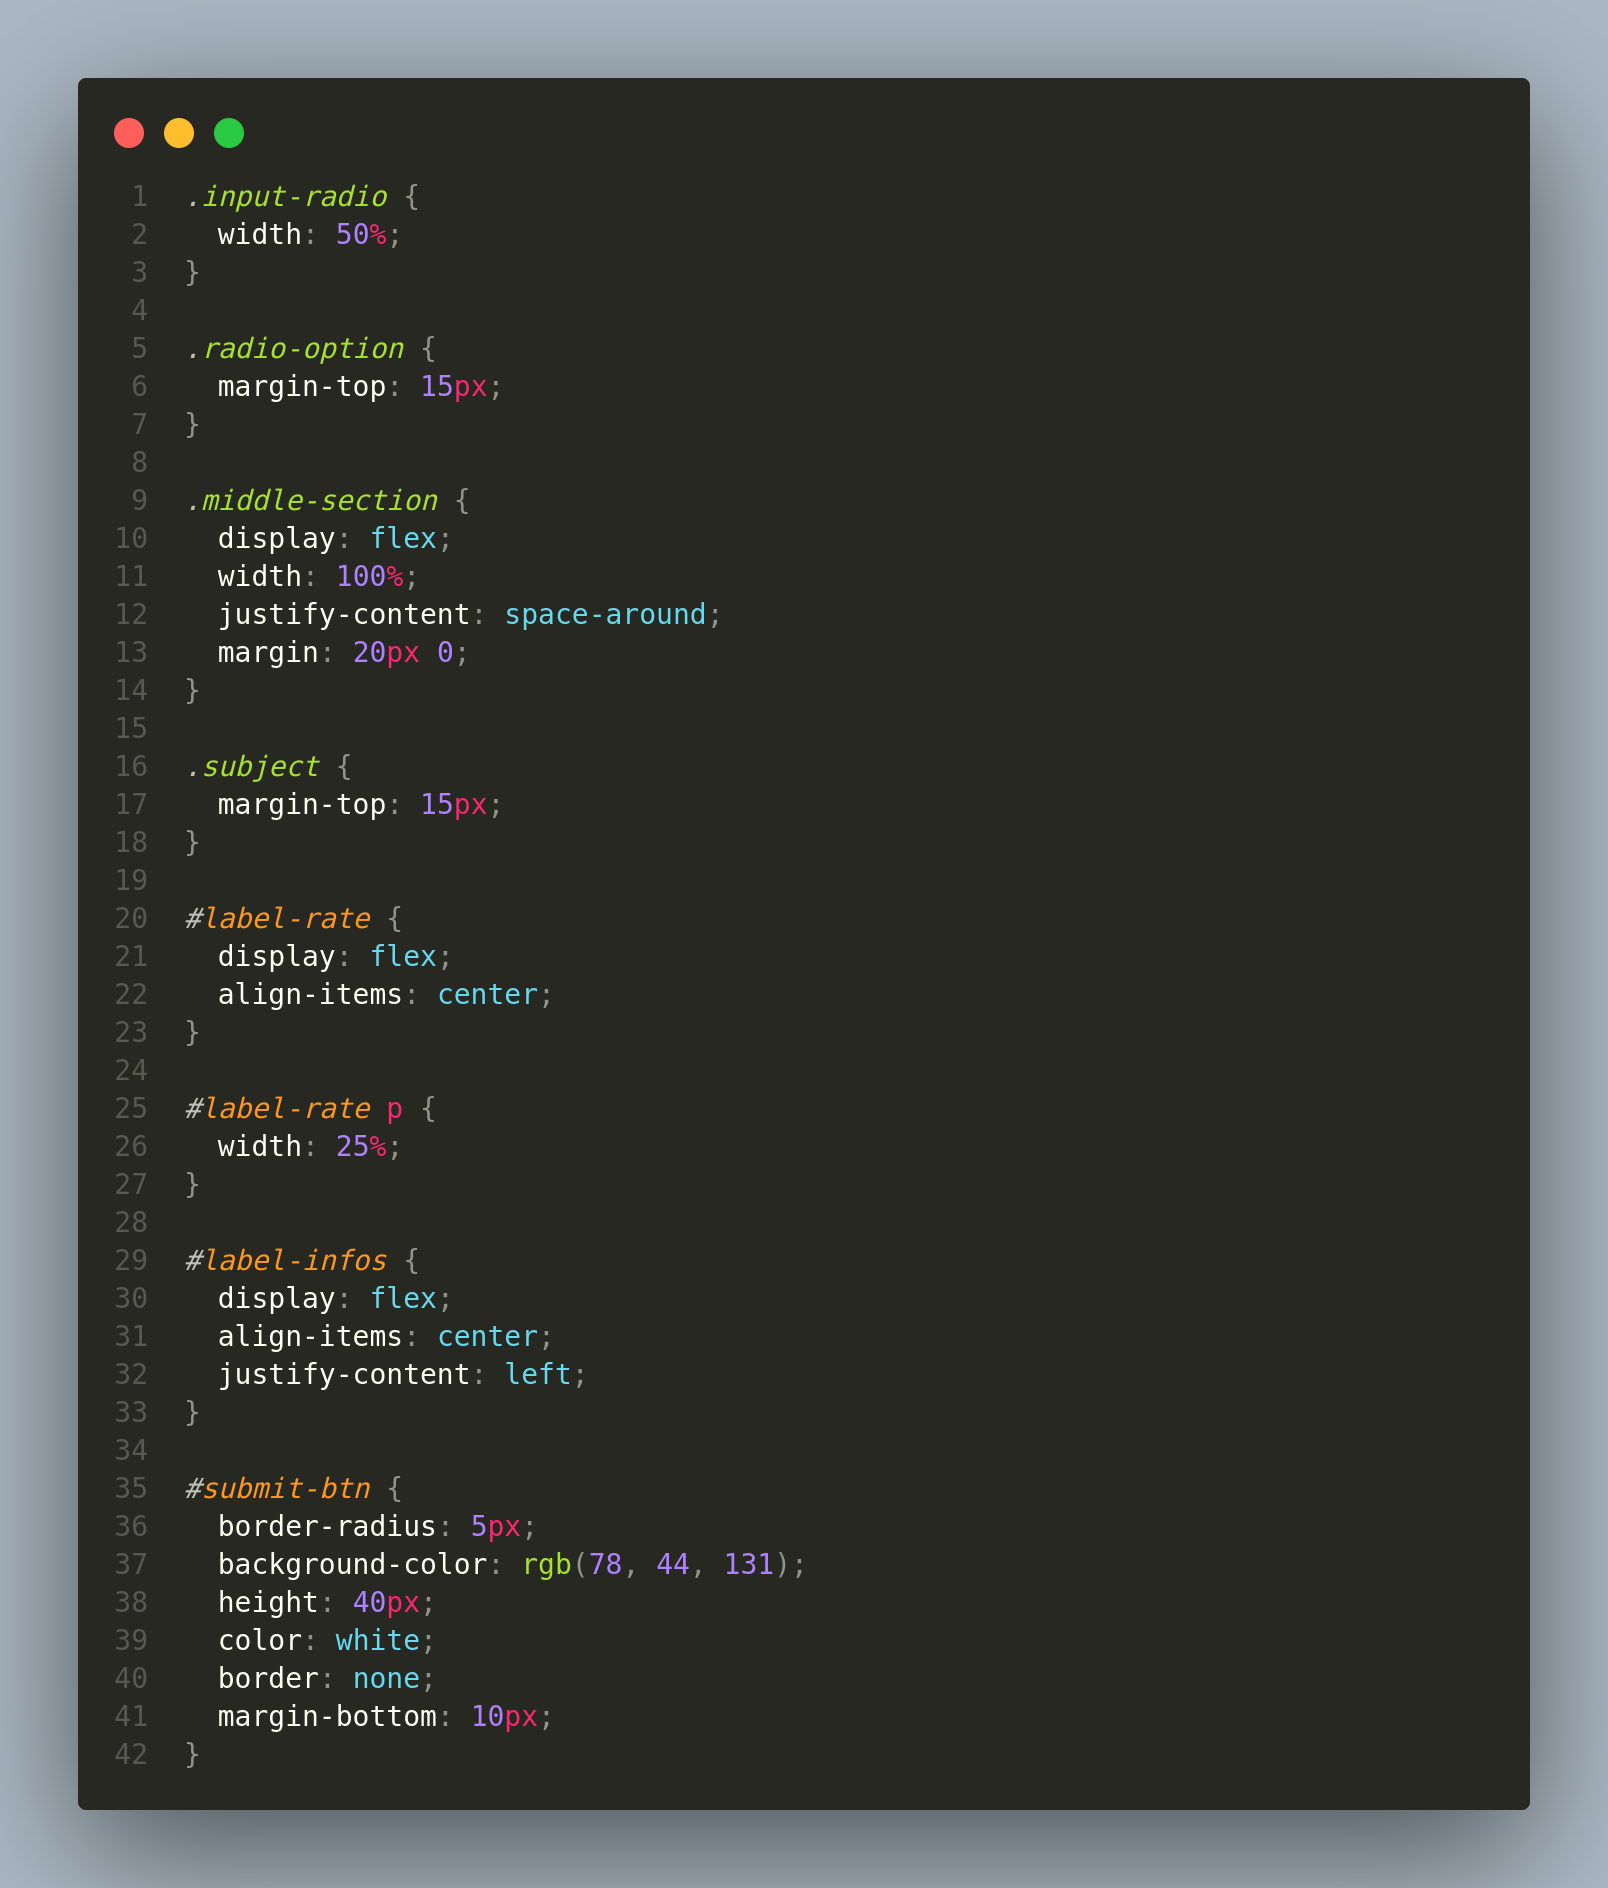 1 .input-radio {
2   width: 50%;
3 }
4
5 .radio-option {
6   margin-top: 15px;
7 }
8
9 .middle-section {
10   display: flex;
11   width: 100%;
12   justify-content: space-around;
13   margin: 20px 0;
14 }
15
16 .subject {
17   margin-top: 15px;
18 }
19
20 #label-rate {
21   display: flex;
22   align-items: center;
23 }
24
25 #label-rate p {
26   width: 25%;
27 }
28
29 #label-infos {
30   display: flex;
31   align-items: center;
32   justify-content: left;
33 }
34
35 #submit-btn {
36   border-radius: 5px;
37   background-color: rgb(78, 44, 131);
38   height: 40px;
39   color: white;
40   border: none;
41   margin-bottom: 10px;
42 }